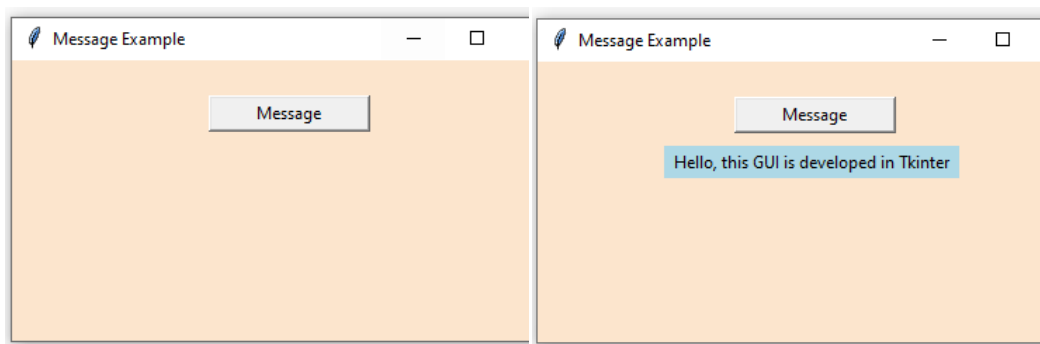 Message Example
Message
Message Example
Message
Hello, this GUI is developed in Tkinter